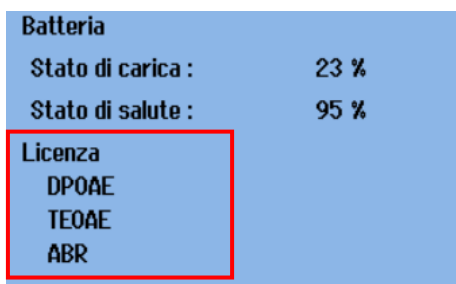 Batteria
Stato di carica : 23 %
Stato di salute : 95 %
Licenza
DPOAE
TEOAE
ABR